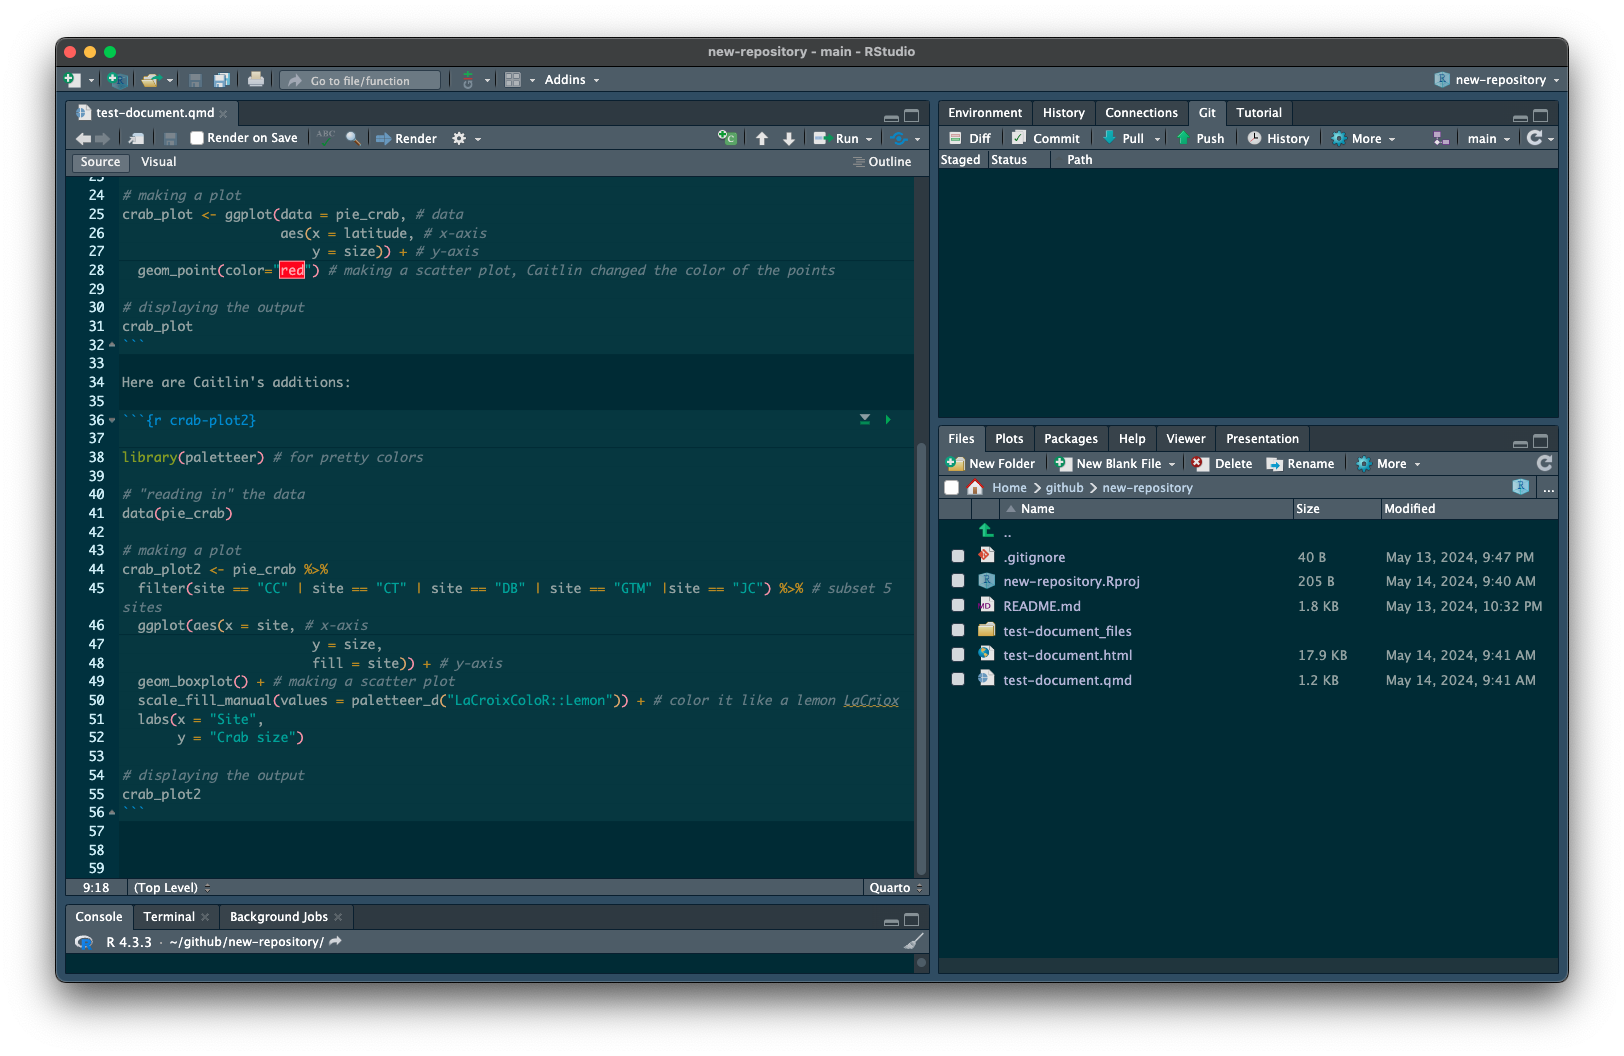 new-repository - main - RStudio
Go to file/function
Addins
new-repository
test-document.qmd
Render on Save
ABC
Render
Run
Source
Visual
Outline
23
24 # making a plot
25 crab_plot <- ggplot(data = pie_crab, # data
26 aes(x = latitude, # x-axis
27 y = size)) + # y-axis
28 geom_point(color="red") # making a scatter plot, Caitlin changed the color of the points
29
30 # displaying the output
31 crab_plot
32 ```
33
34 Here are Caitlin's additions:
35
36 ```{r crab-plot2}
37
38 library(paletteer) # for pretty colors
39
40 # "reading in" the data
41 data(pie_crab)
42
43 # making a plot
44 crab_plot2 <- pie_crab %>%
45 filter(site == "CC" | site == "CT" | site == "DB" | site == "GTM" |site == "JC") %>% # subset 5
sites
46 ggplot(aes(x = site, # x-axis
47 y = size,
48 fill = site)) + # y-axis
49 geom_boxplot() + # making a scatter plot
50 scale_fill_manual(values = paletteer_d("LaCroixColoR::Lemon")) + # color it like a lemon LaCriox
51 labs(x = "Site",
52 y = "Crab size")
53
54 # displaying the output
55 crab_plot2
56 ```
57
58
59
9:18 (Top Level) Quarto
Console Terminal Background Jobs
R 4.3.3 · ~/github/new-repository/
Environment History Connections Git Tutorial
Diff Commit Pull Push History More main
Staged Status Path
Files Plots Packages Help Viewer Presentation
New Folder New Blank File Delete Rename More
Home github new-repository ...
Name Size Modified
..
.gitignore 40 B May 13, 2024, 9:47 PM
new-repository.Rproj 205 B May 14, 2024, 9:40 AM
README.md 1.8 KB May 13, 2024, 10:32 PM
test-document_files
test-document.html 17.9 KB May 14, 2024, 9:41 AM
test-document.qmd 1.2 KB May 14, 2024, 9:41 AM